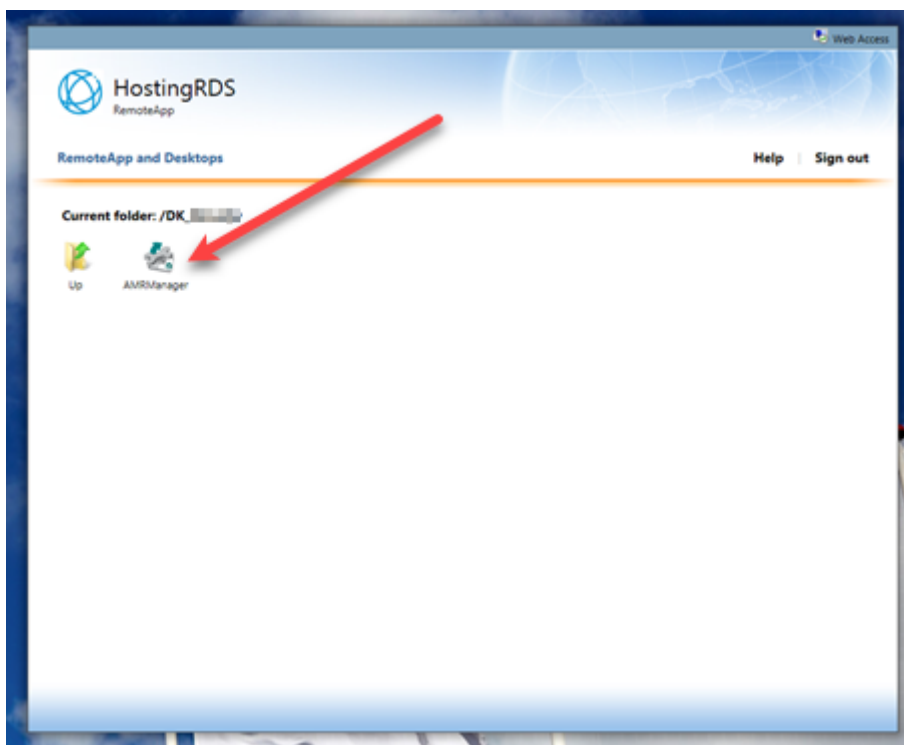 Web Access
HostingRDS
RemoteApp
RemoteApp and Desktops
Help | Sign out
Current folder: /DK_
Up AMRManager